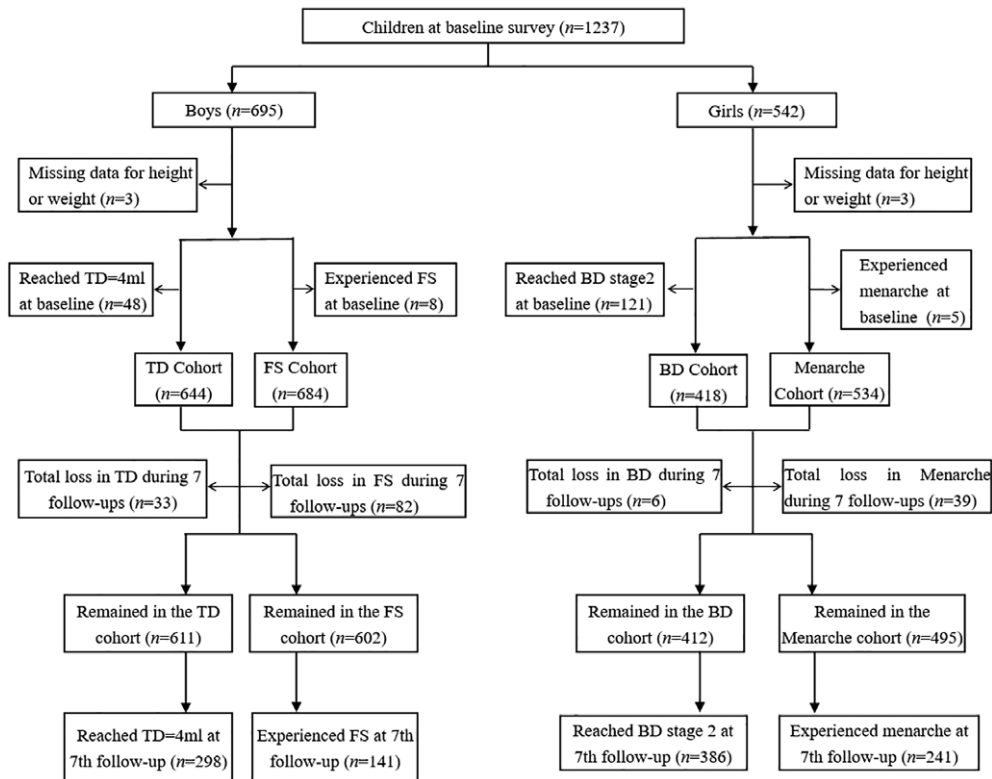 Children at baseline survey (n=1237)
Boys (n=695)
Girls (n=542)
Missing data for height
or weight (n=3)
Missing data for height
or weight (n=3)
Reached TD=4ml
at baseline (n=48)
Experienced FS
at baseline (n=8)
Reached BD stage2
at baseline (n=121)
Experienced
menarche at
baseline (n=5)
TD Cohort
(n=644)
FS Cohort
(n=684)
BD Cohort
(n=418)
Menarche
Cohort (n=534)
Total loss in TD during 7
follow-ups (n=33)
Total loss in FS during 7
follow-ups (n=82)
Total loss in BD during 7
follow-ups (n=6)
Total loss in Menarche
during 7 follow-ups (n=39)
Remained in the TD
cohort (n=611)
Remained in the FS
cohort (n=602)
Remained in the BD
cohort (n=412)
Remained in the
Menarche cohort (n=495)
Reached TD=4ml at
7th follow-up (n=298)
Experienced FS at 7th
follow-up (n=141)
Reached BD stage 2 at
7th follow-up (n=386)
Experienced menarche at
7th follow-up (n=241)